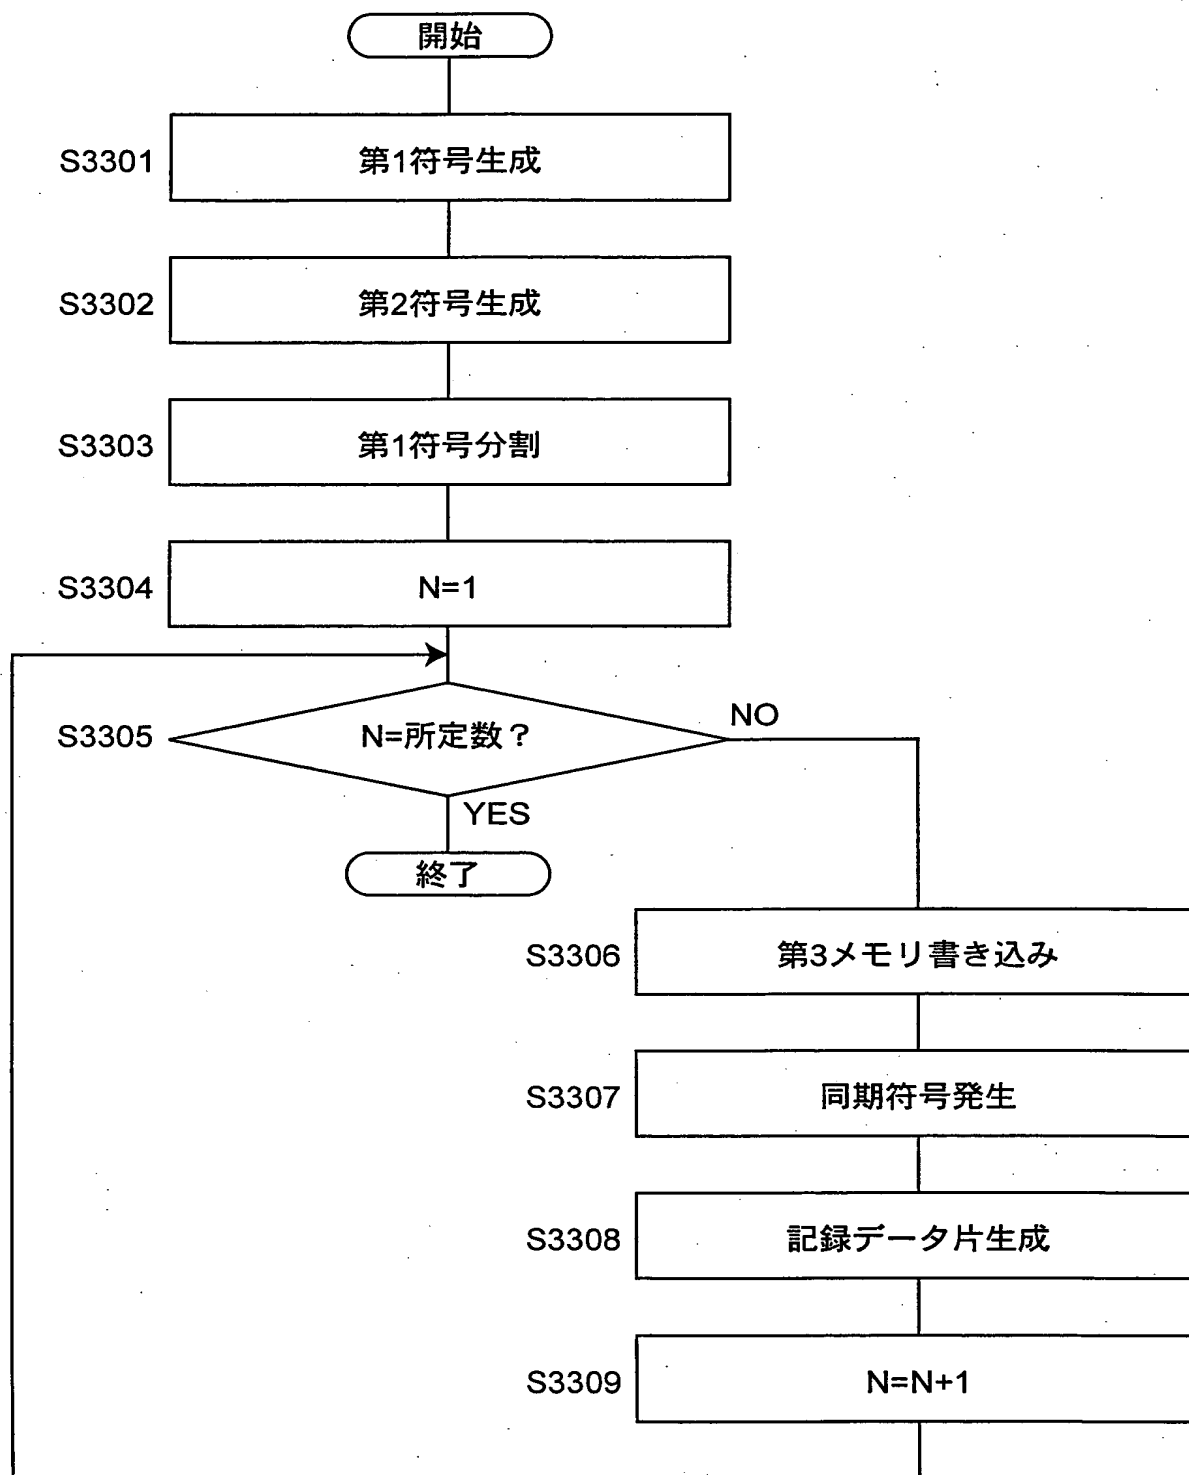 開始
S3301
第1符号生成
S3302
第2符号生成
S3303
第1符号分割
S3304
N=1
S3305
N=所定数？
NO
YES
終了
S3306
第3メモリ書き込み
S3307
同期符号発生
S3308
記録データ片生成
S3309
N=N+1